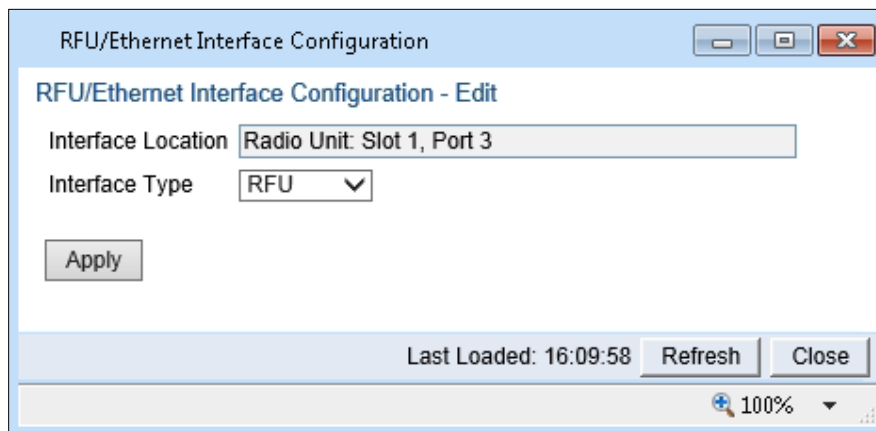 RFU/Ethernet Interface Configuration
RFU/Ethernet Interface Configuration - Edit
Interface Location Radio Unit: Slot 1, Port 3
Interface Type RFU
Apply
Last Loaded: 16:09:58 Refresh Close
100%